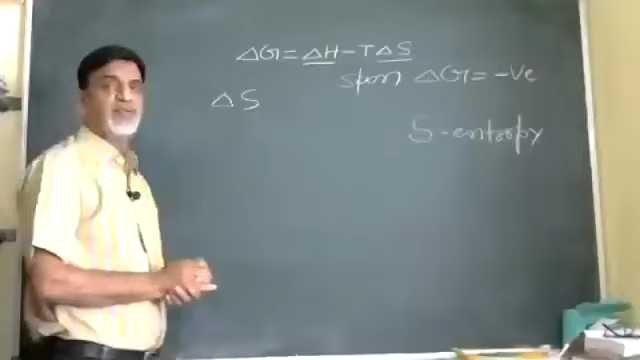 ΔG = ΔH - TΔS
Spon ΔG = -ve
ΔS
S - entropy